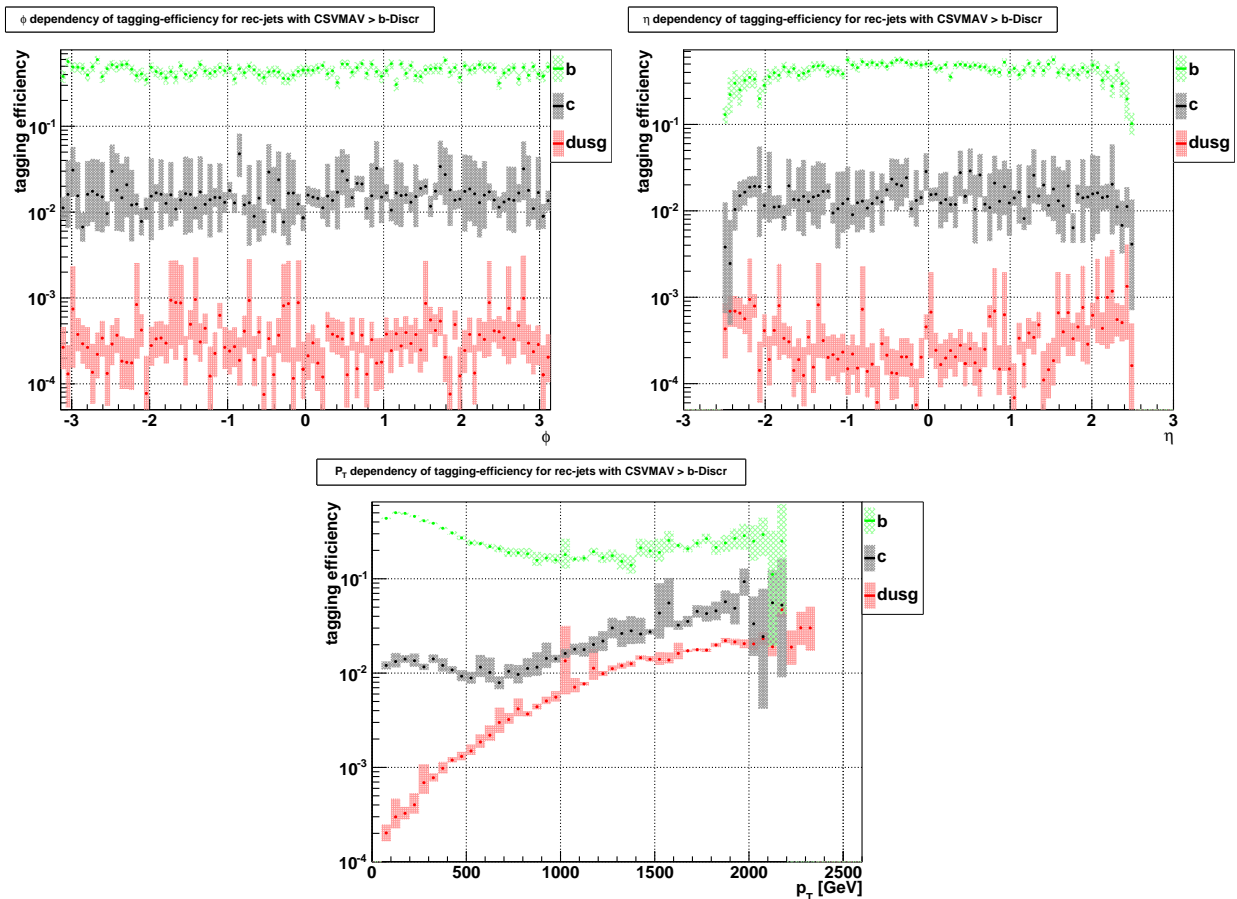 ϕ dependency of tagging-efficiency for rec-jets with CSVMAV > b-Discr
tagging efficiency
10⁻¹
10⁻²
10⁻³
10⁻⁴
-3 -2 -1 0 1 2 3
ϕ
b
c
dusg
η dependency of tagging-efficiency for rec-jets with CSVMAV > b-Discr
tagging efficiency
10⁻¹
10⁻²
10⁻³
10⁻⁴
-3 -2 -1 0 1 2 3
η
b
c
dusg
P_T dependency of tagging-efficiency for rec-jets with CSVMAV > b-Discr
tagging efficiency
10⁻¹
10⁻²
10⁻³
10⁻⁴
0 500 1000 1500 2000 2500
p_T [GeV]
b
c
dusg